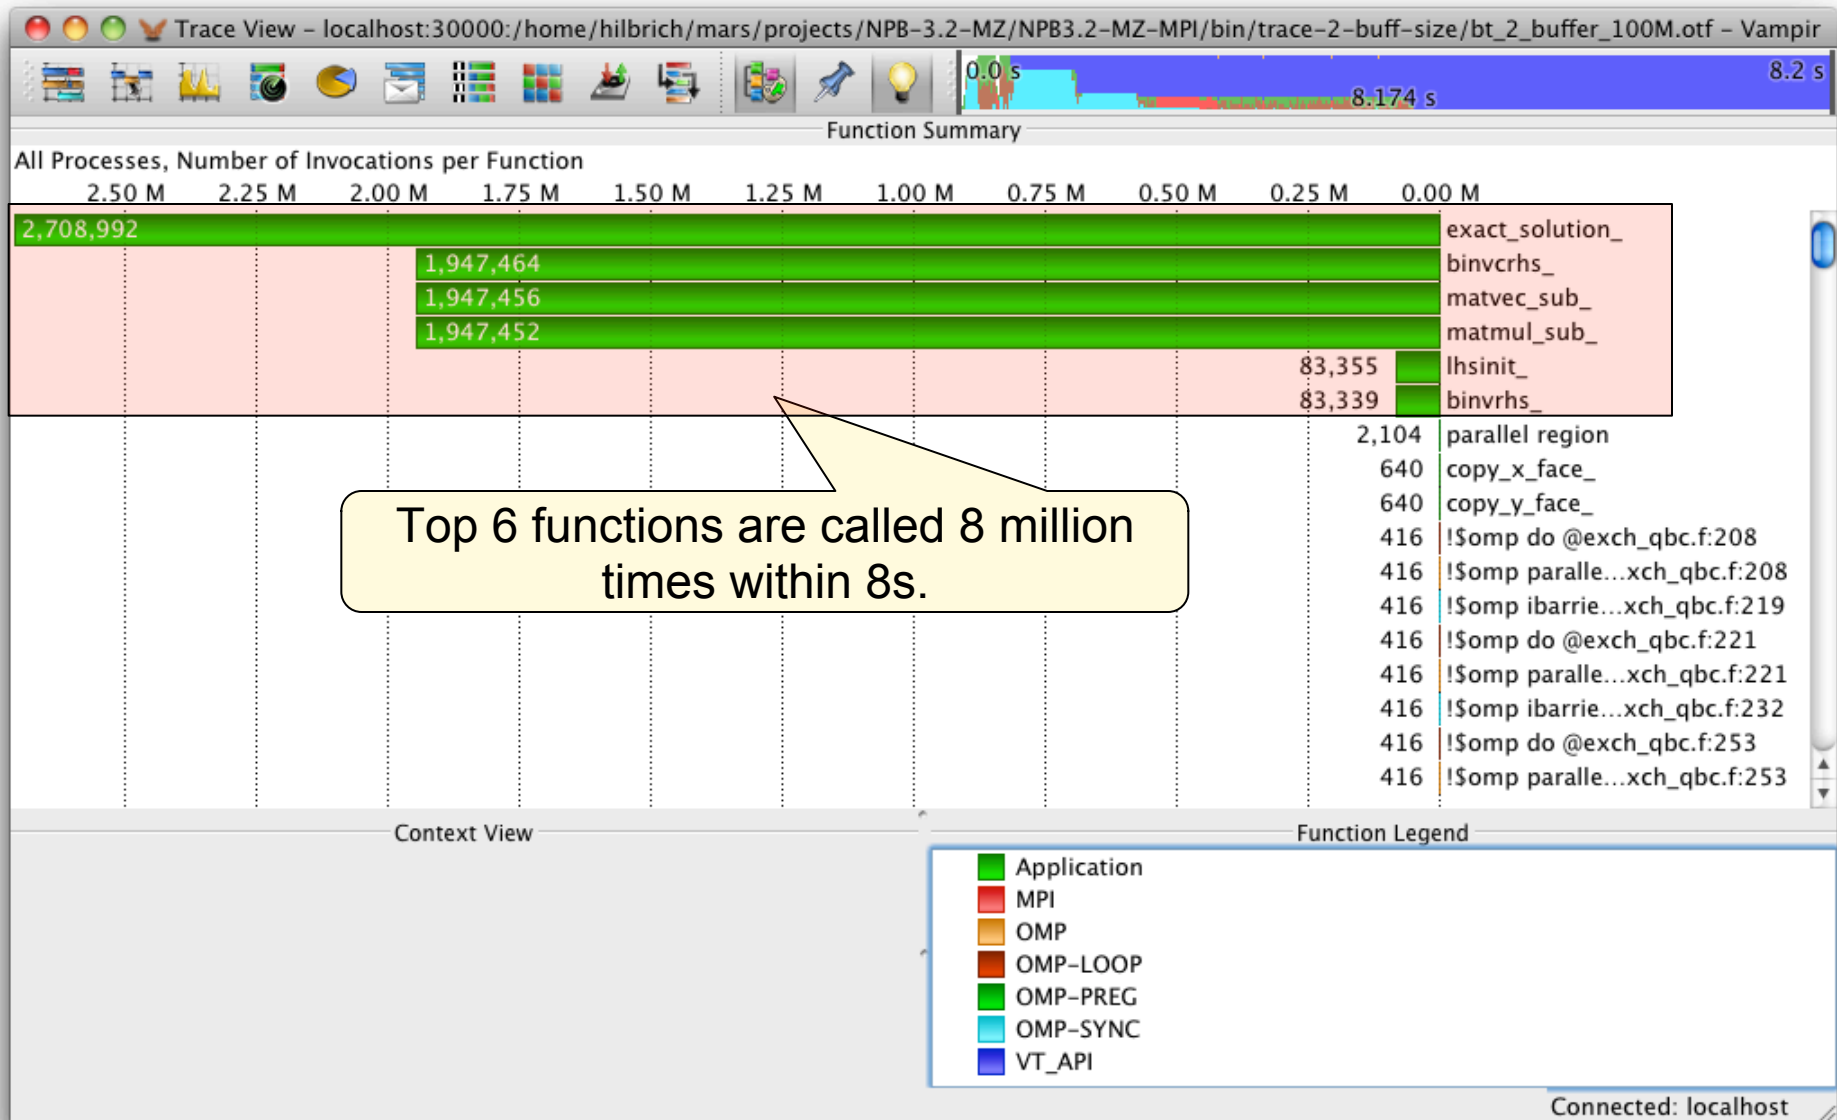 Trace View – localhost:30000:/home/hilbrich/mars/projects/NPB-3.2-MZ/NPB3.2-MZ-MPI/bin/trace-2-buff-size/bt_2_buffer_100M.otf – Vampir
0.0 s 8.2 s
8.174 s
Function Summary
All Processes, Number of Invocations per Function
2.50 M 2.25 M 2.00 M 1.75 M 1.50 M 1.25 M 1.00 M 0.75 M 0.50 M 0.25 M 0.00 M
2,708,992 exact_solution_
1,947,464 binvcrhs_
1,947,456 matvec_sub_
1,947,452 matmul_sub_
83,355 lhsinit_
83,339 binvrhs_
2,104 parallel region
640 copy_x_face_
640 copy_y_face_
Top 6 functions are called 8 million
times within 8s.
416 !$omp do @exch_qbc.f:208
416 !$omp paralle...xch_qbc.f:208
416 !$omp ibarrie...xch_qbc.f:219
416 !$omp do @exch_qbc.f:221
416 !$omp paralle...xch_qbc.f:221
416 !$omp ibarrie...xch_qbc.f:232
416 !$omp do @exch_qbc.f:253
416 !$omp paralle...xch_qbc.f:253
Context View
Function Legend
Application
MPI
OMP
OMP-LOOP
OMP-PREG
OMP-SYNC
VT_API
Connected: localhost